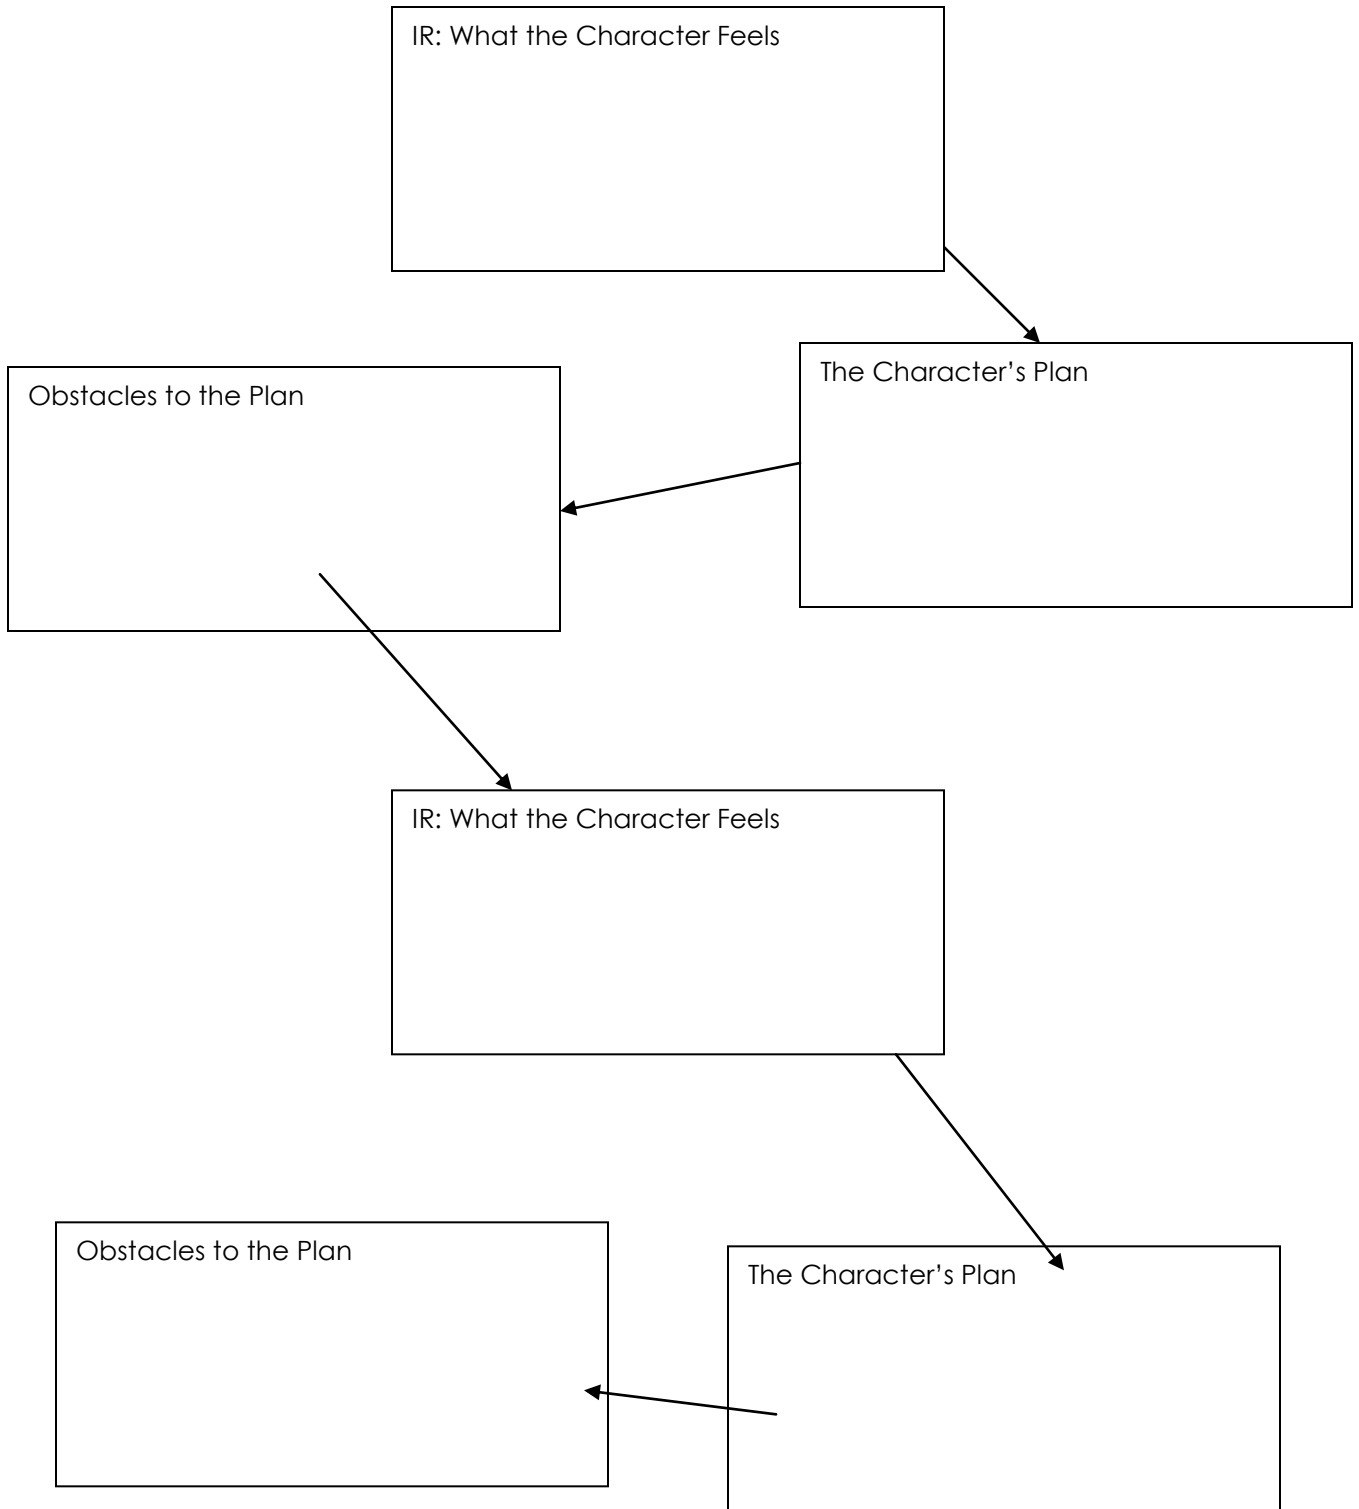 IR: What the Character Feels
The Character’s Plan
Obstacles to the Plan
IR: What the Character Feels
The Character’s Plan
Obstacles to the Plan